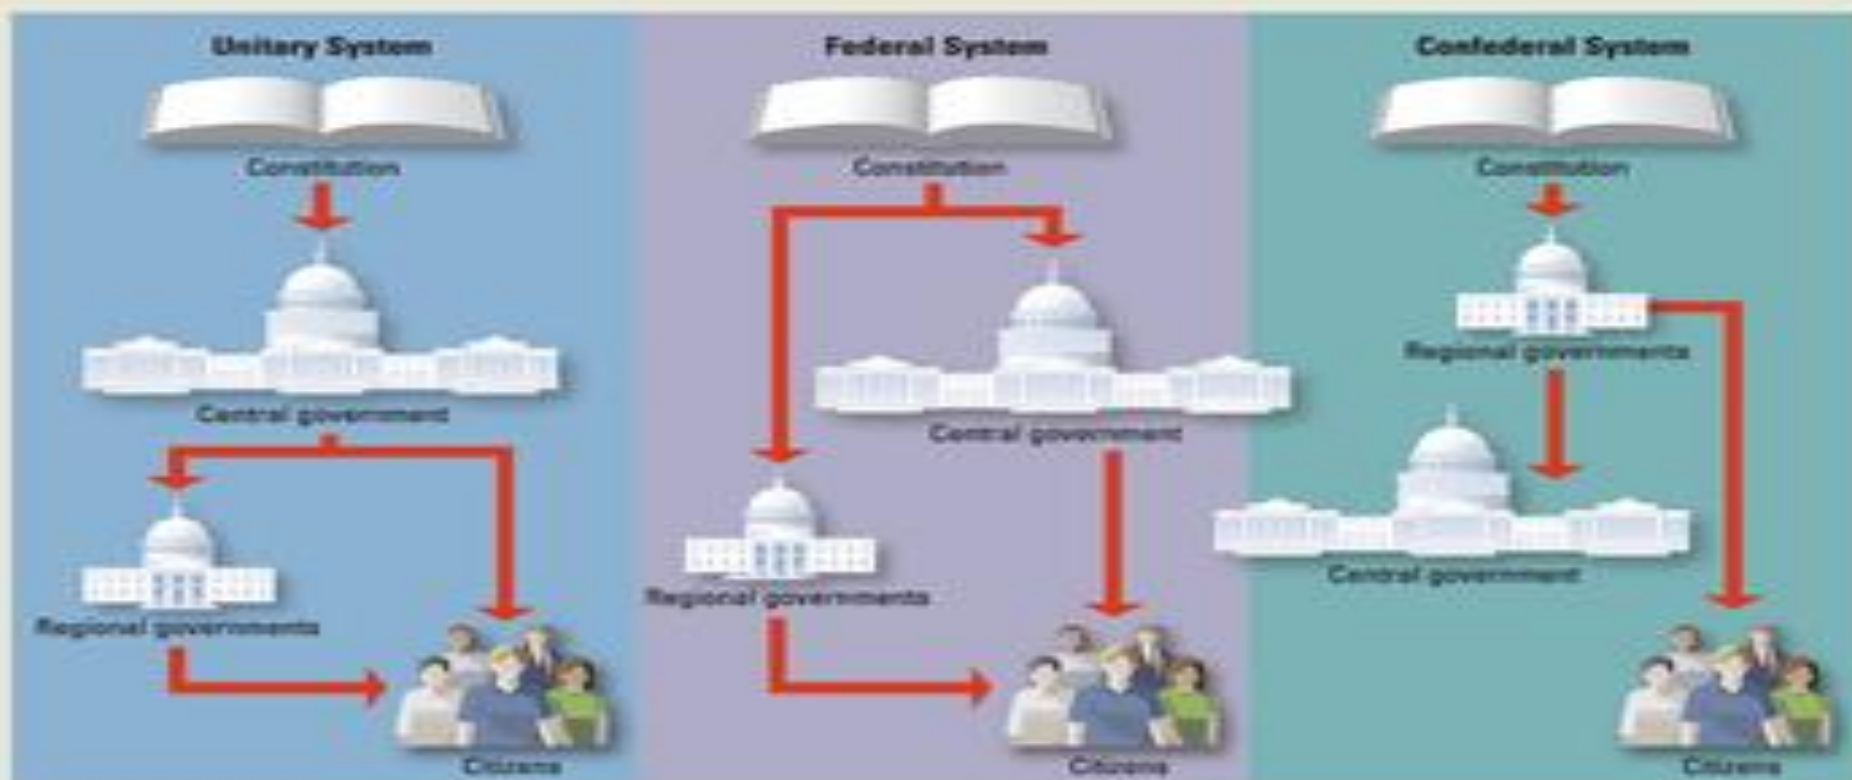 Unitary System
Constitution
Central government
Regional governments
Citizens
Federal System
Constitution
Central government
Regional governments
Citizens
Confederal System
Constitution
Regional governments
Central government
Citizens